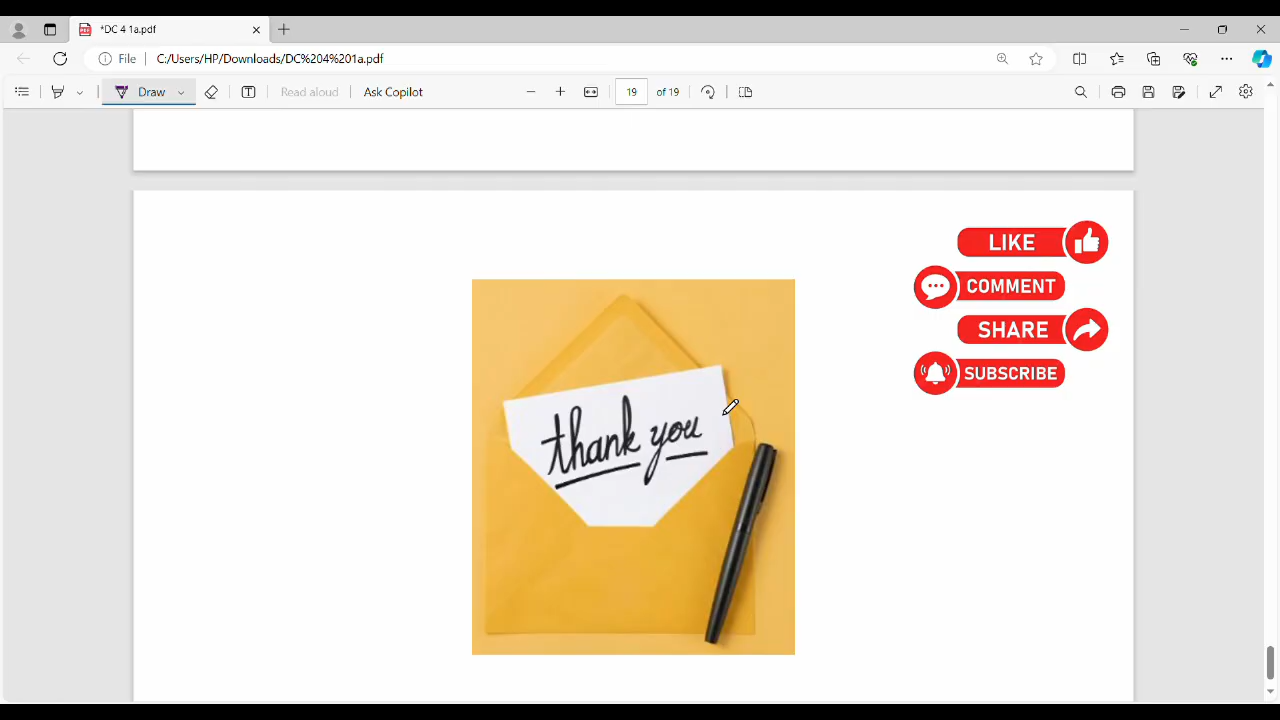 *DC 4 1a.pdf
File
C:/Users/HP/Downloads/DC%204%201a.pdf
Draw
Read aloud
Ask Copilot
19
of 19
LIKE
COMMENT
SHARE
SUBSCRIBE
thank you